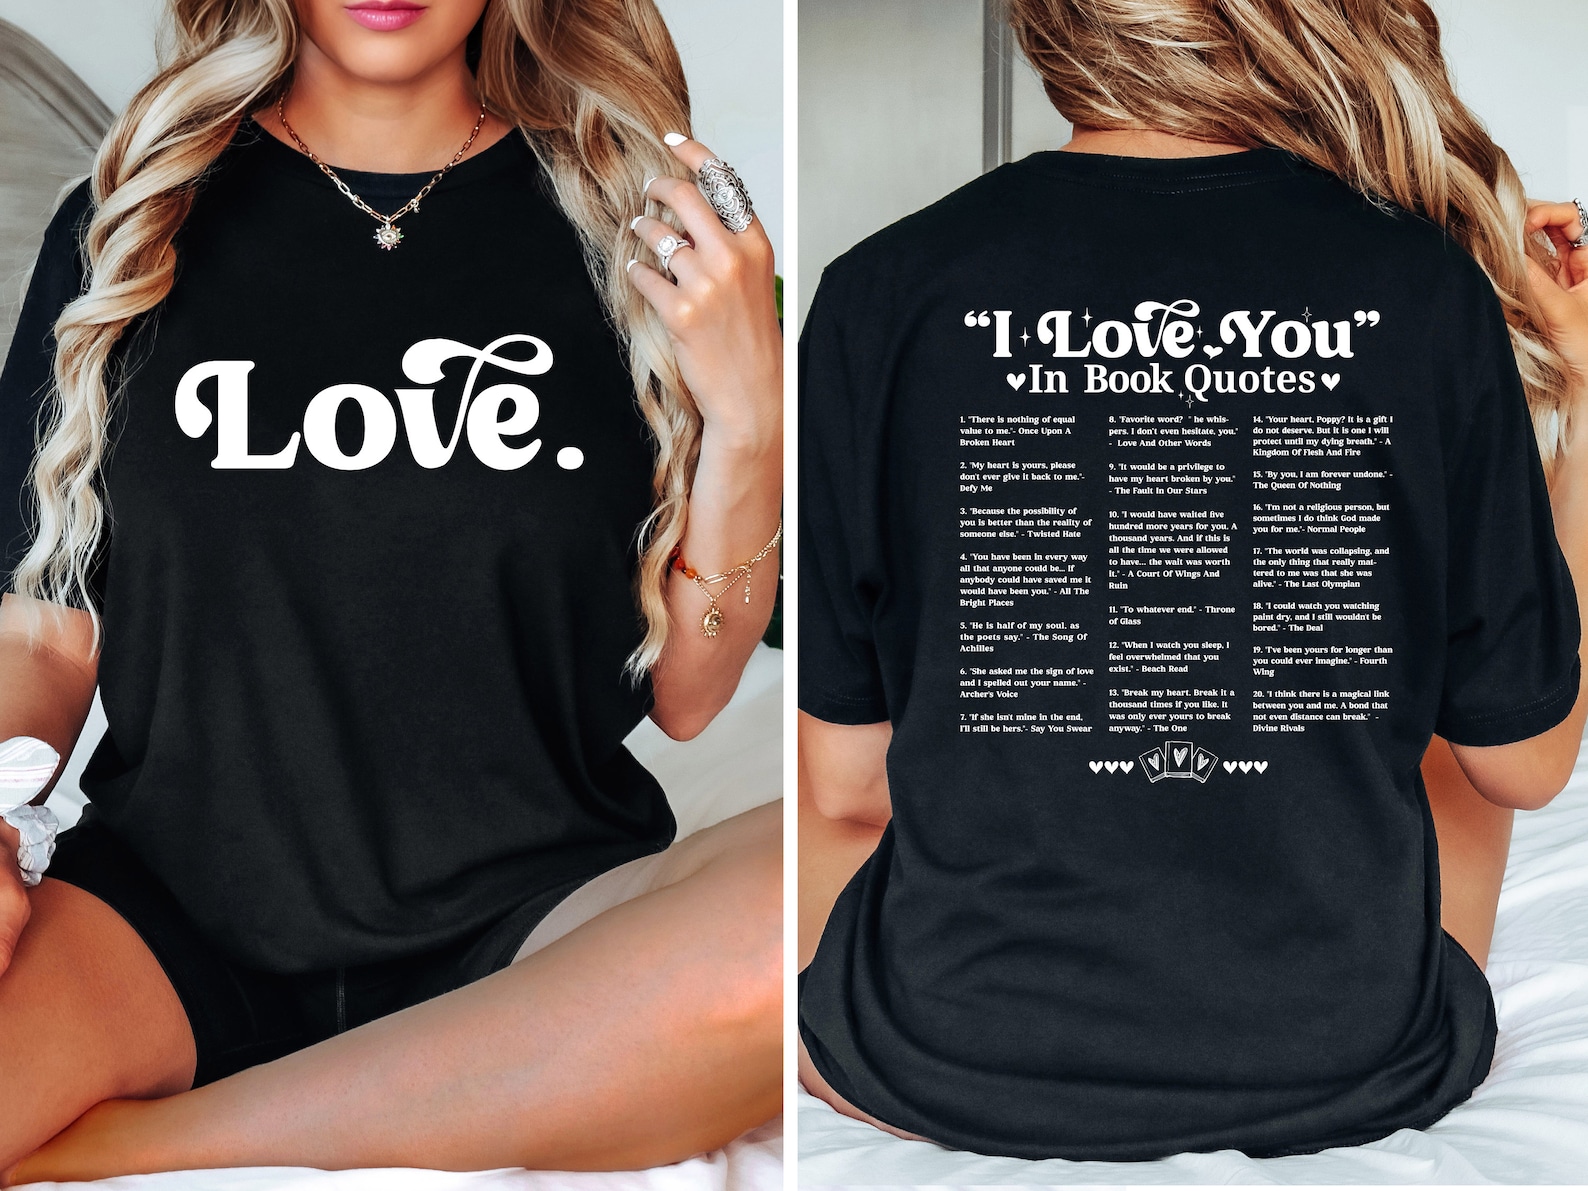 Love.
“I Love You”
In Book Quotes
1. "There is nothing of equal
value to me."- Once Upon A
Broken Heart
2. "My heart is yours, please
don't ever give it back to me."-
Defy Me
3. "Because the possibility of
you is better than the reality of
someone else." - Twisted Hate
4. "You have been in every way
all that anyone could be... If
anybody could have saved me it
would have been you." - All The
Bright Places
5. "He is half of my soul, as
the poets say." - The Song Of
Achilles
6. "She asked me the sign of love
and I spelled out your name." -
Archer's Voice
7. "If she isn't mine in the end,
I'll still be hers."- Say You Swear
8. "Favorite word? " he whis-
pers. I don't even hesitate, you."
- Love And Other Words
9. "It would be a privilege to
have my heart broken by you."
- The Fault In Our Stars
10. "I would have waited five
hundred more years for you. A
thousand years. And if this is
all the time we were allowed
to have... the wait was worth
it." - A Court Of Wings And
Ruin
11. "To whatever end." - Throne
of Glass
12. "When I watch you sleep, I
feel overwhelmed that you
exist." - Beach Read
13. "Break my heart. Break it a
thousand times if you like. It
was only ever yours to break
anyway." - The One
14. "Your heart, Poppy? It is a gift I
do not deserve. But it is one I will
protect until my dying breath." - A
Kingdom Of Flesh And Fire
15. "By you, I am forever undone." -
The Queen Of Nothing
16. "I'm not a religious person, but
sometimes I do think God made
you for me."- Normal People
17. "The world was collapsing, and
the only thing that really mat-
tered to me was that she was
alive." - The Last Olympian
18. "I could watch you watching
paint dry, and I still wouldn't be
bored." - The Deal
19. "I've been yours for longer than
you could ever imagine." - Fourth
Wing
20. "I think there is a magical link
between you and me. A bond that
not even distance can break." -
Divine Rivals